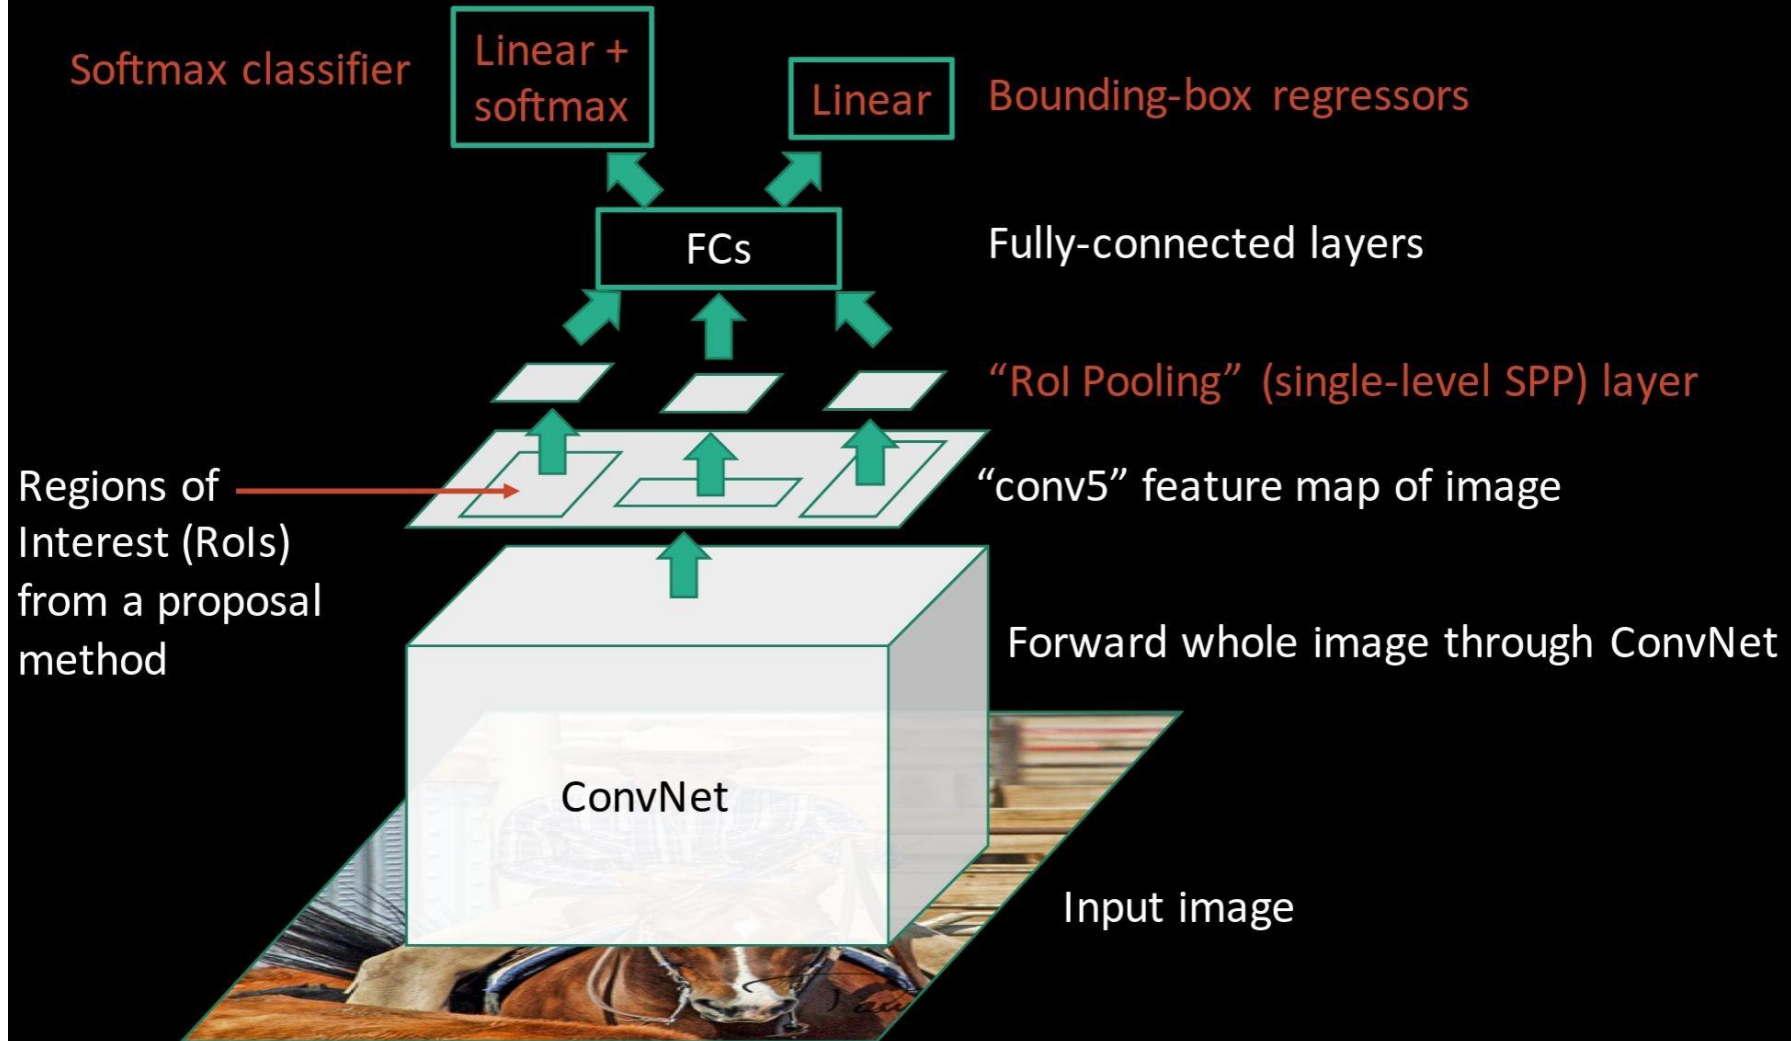 Softmax classifier
Linear +
softmax
Linear
Bounding-box regressors
FCs
Fully-connected layers
“RoI Pooling” (single-level SPP) layer
Regions of
Interest (RoIs)
from a proposal
method
“conv5” feature map of image
Forward whole image through ConvNet
ConvNet
Input image